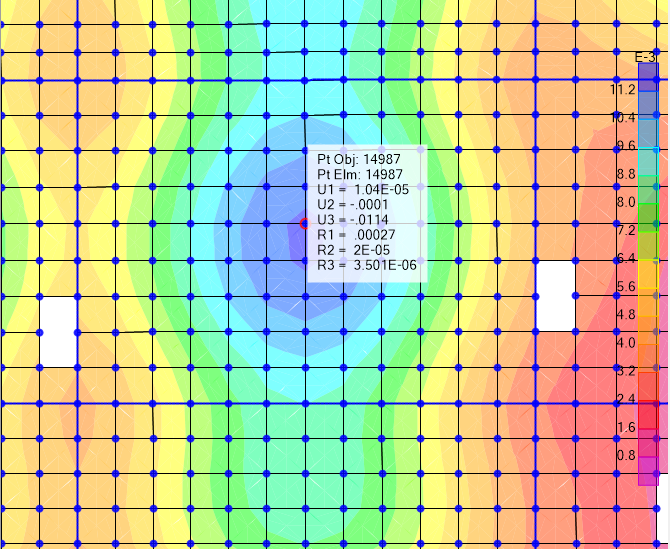 E-3
11.2
10.4
9.6
8.8
8.0
7.2
6.4
5.6
4.8
4.0
3.2
2.4
1.6
0.8
Pt Obj: 14987
Pt Elm: 14987
U1 = 1.04E-05
U2 = -.0001
U3 = -.0114
R1 = .00027
R2 = 2E-05
R3 = 3.501E-06